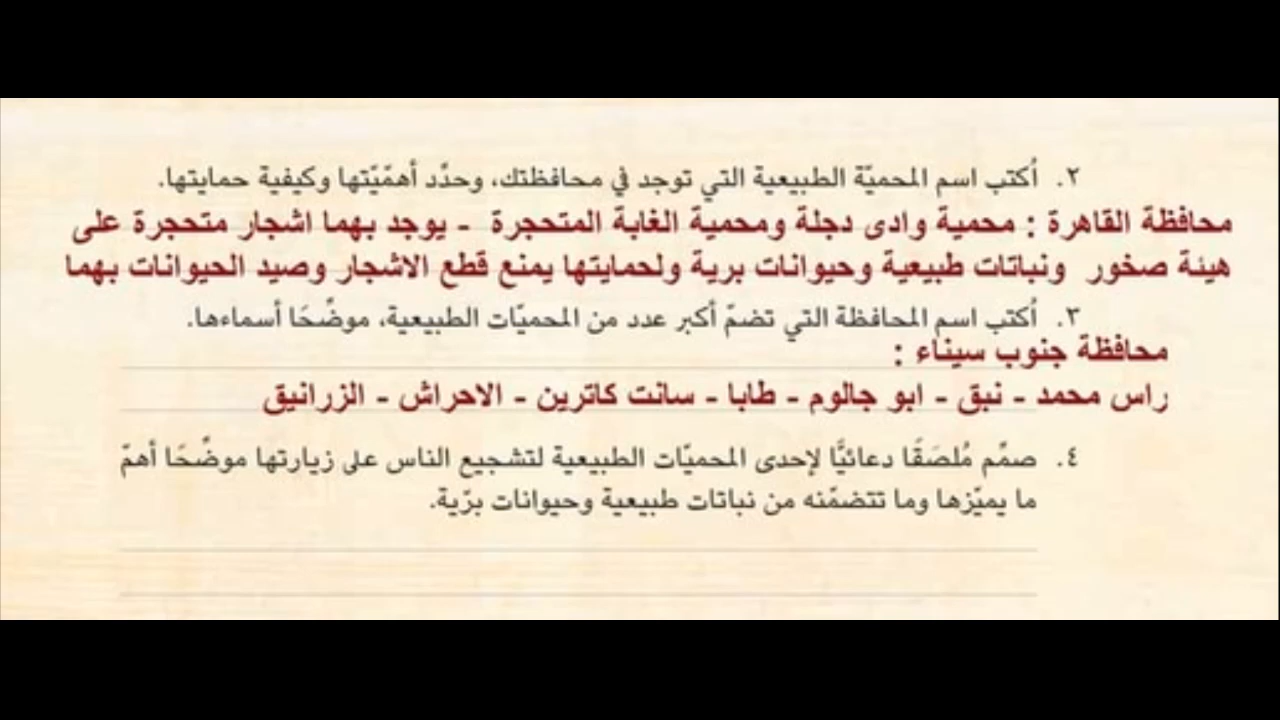 ٢. اُكتب اسم المحميّة الطبيعية التي توجد في محافظتك، وحدِّد أهمّيّتها وكيفية حمايتها.
محافظة القاهرة : محمية وادى دجلة ومحمية الغابة المتحجرة - يوجد بهما اشجار متحجرة على
هيئة صخور ونباتات طبيعية وحيوانات برية ولحمايتها يمنع قطع الاشجار وصيد الحيوانات بهما
٣. اُكتب اسم المحافظة التي تضمّ أكبر عدد من المحميّات الطبيعية، موضِّحًا أسماءها.
محافظة جنوب سيناء :
راس محمد - نبق - ابو جالوم - طابا - سانت كاترين - الاحراش - الزرانيق
٤. صمِّم مُلصَقًا دعائيًّا لإحدى المحميّات الطبيعية لتشجيع الناس على زيارتها موضِّحًا أهمّ
ما يميّزها وما تتضمّنه من نباتات طبيعية وحيوانات برّية.